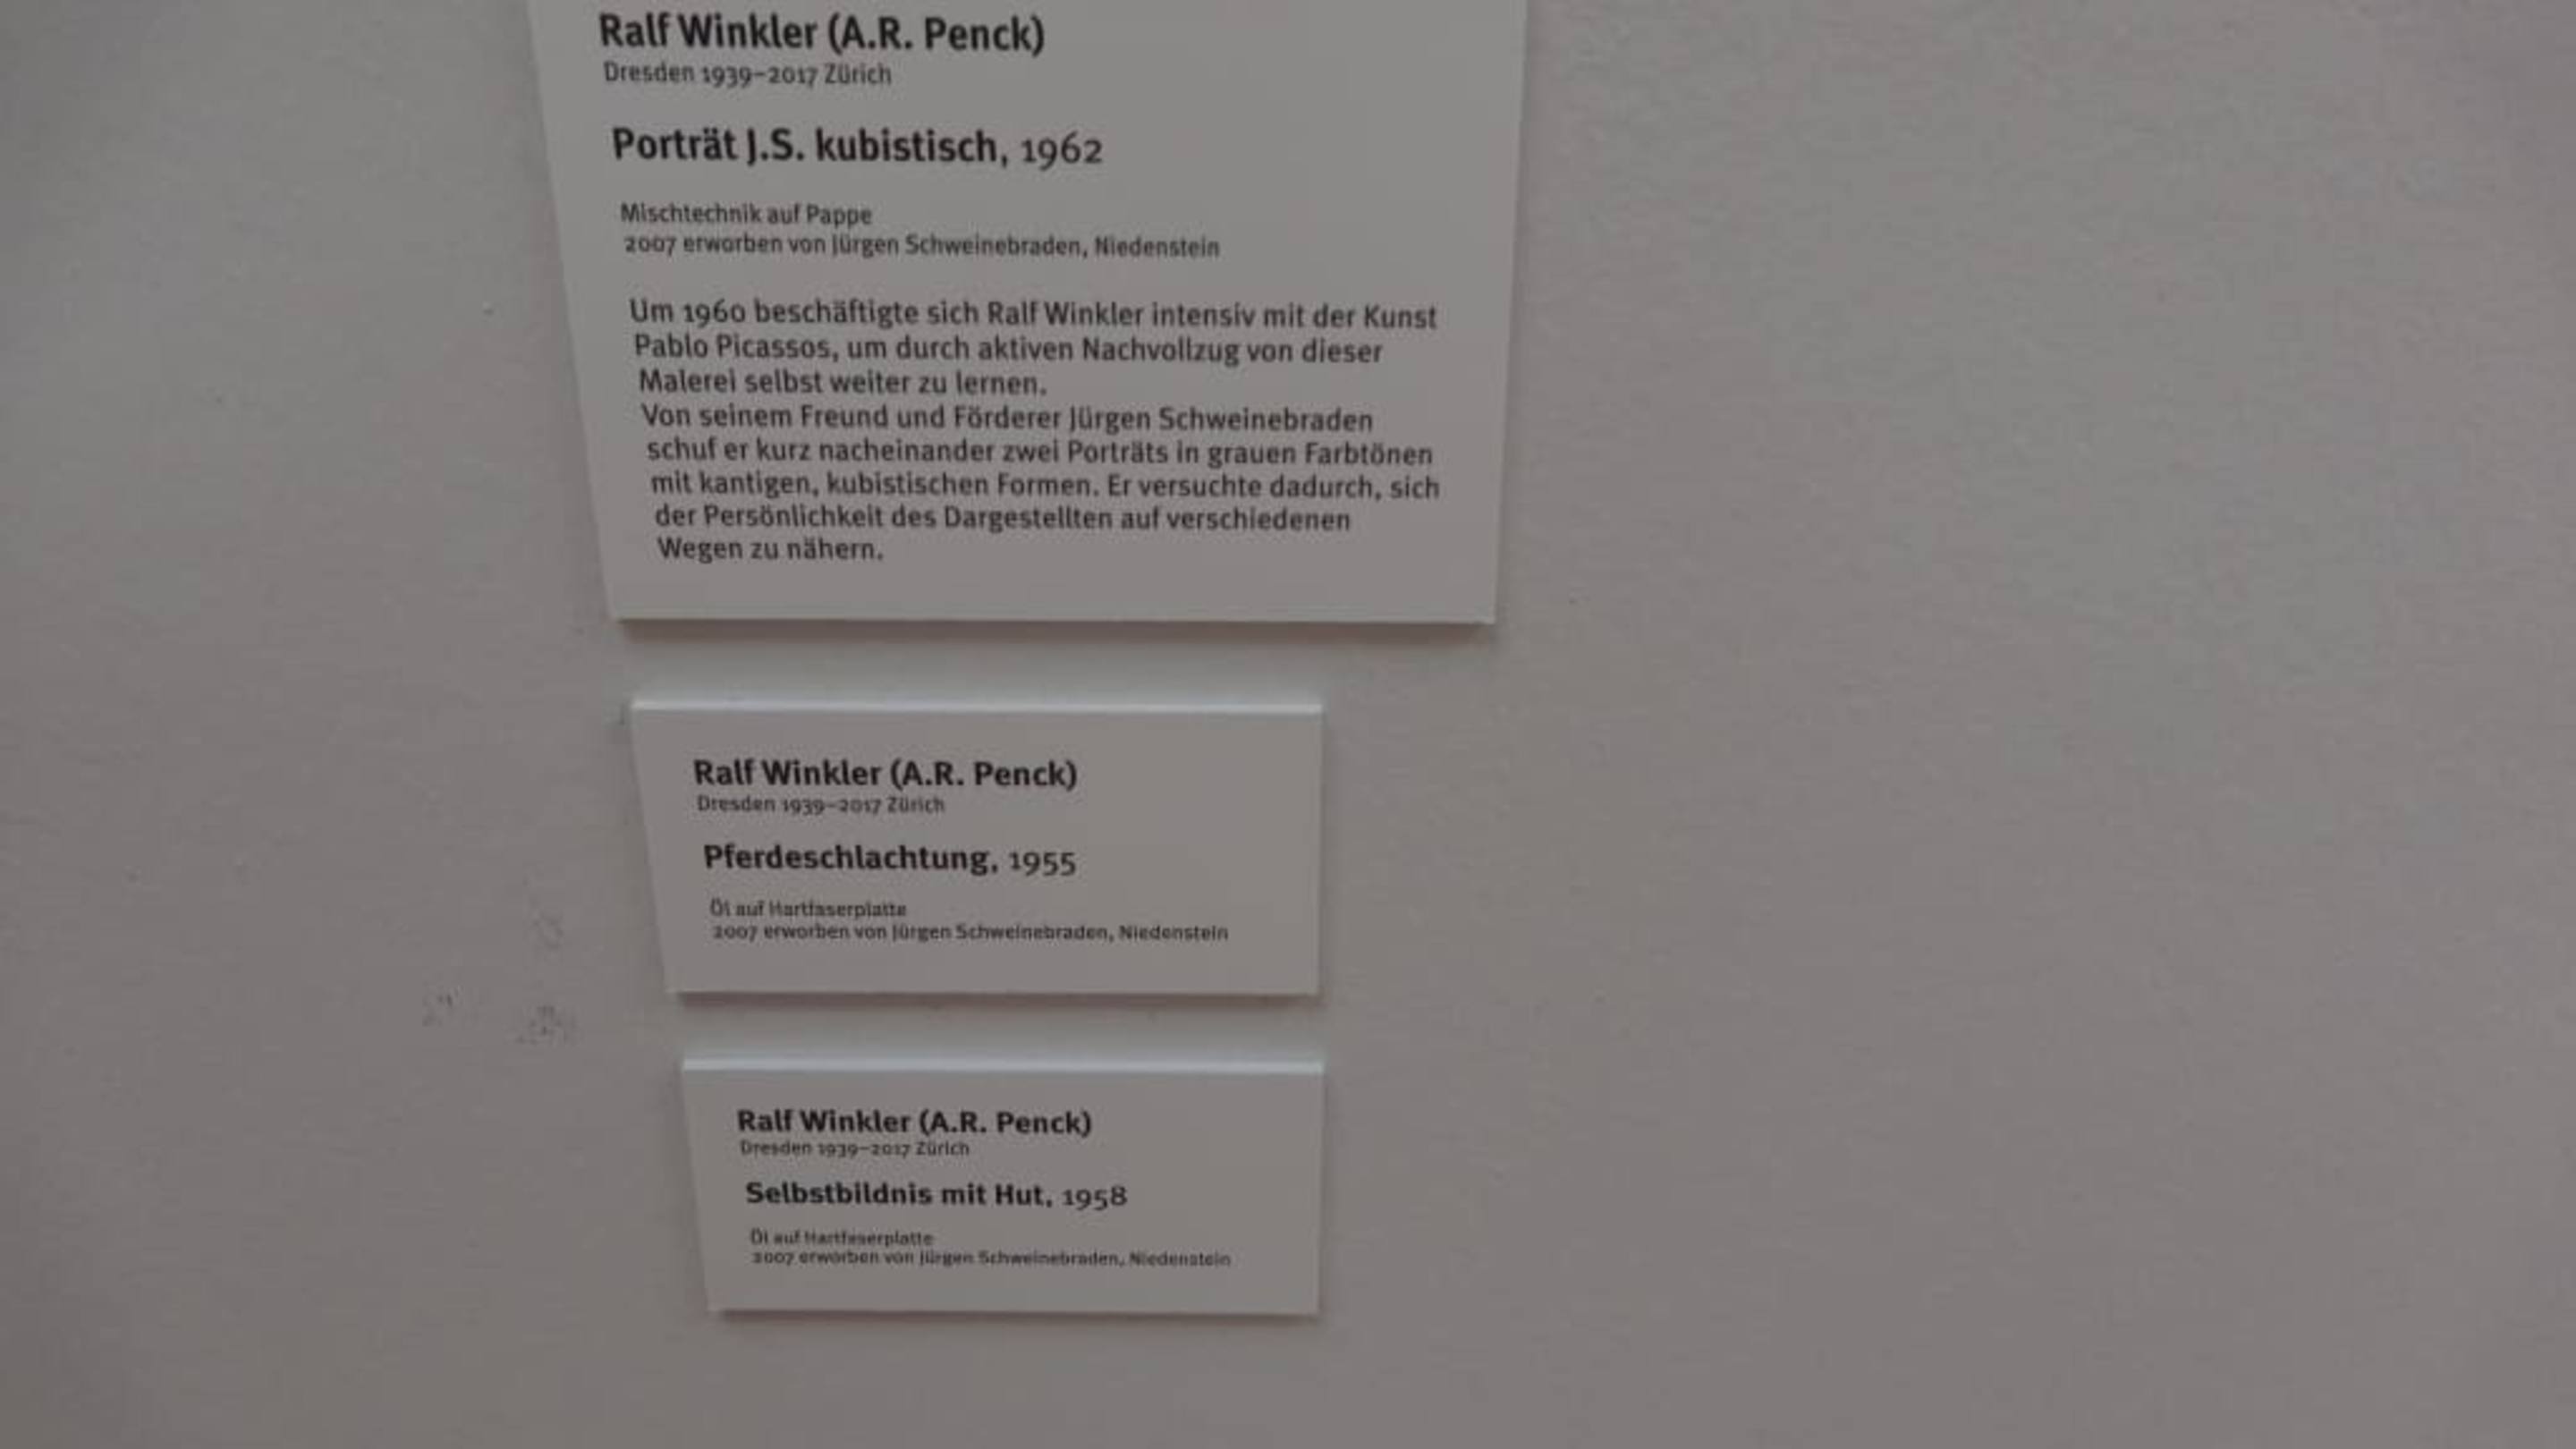 Ralf Winkler (A.R. Penck)
Dresden 1939–2017 Zürich
Porträt J.S. kubistisch, 1962
Mischtechnik auf Pappe
2007 erworben von Jürgen Schweinebraden, Niedenstein
Um 1960 beschäftigte sich Ralf Winkler intensiv mit der Kunst
Pablo Picassos, um durch aktiven Nachvollzug von dieser
Malerei selbst weiter zu lernen.
Von seinem Freund und Förderer Jürgen Schweinebraden
schuf er kurz nacheinander zwei Porträts in grauen Farbtönen
mit kantigen, kubistischen Formen. Er versuchte dadurch, sich
der Persönlichkeit des Dargestellten auf verschiedenen
Wegen zu nähern.
Ralf Winkler (A.R. Penck)
Dresden 1939–2017 Zürich
Pferdeschlachtung, 1955
Öl auf Hartfaserplatte
2007 erworben von Jürgen Schweinebraden, Niedenstein
Ralf Winkler (A.R. Penck)
Dresden 1939–2017 Zürich
Selbstbildnis mit Hut, 1958
Öl auf Hartfaserplatte
2007 erworben von Jürgen Schweinebraden, Niedenstein